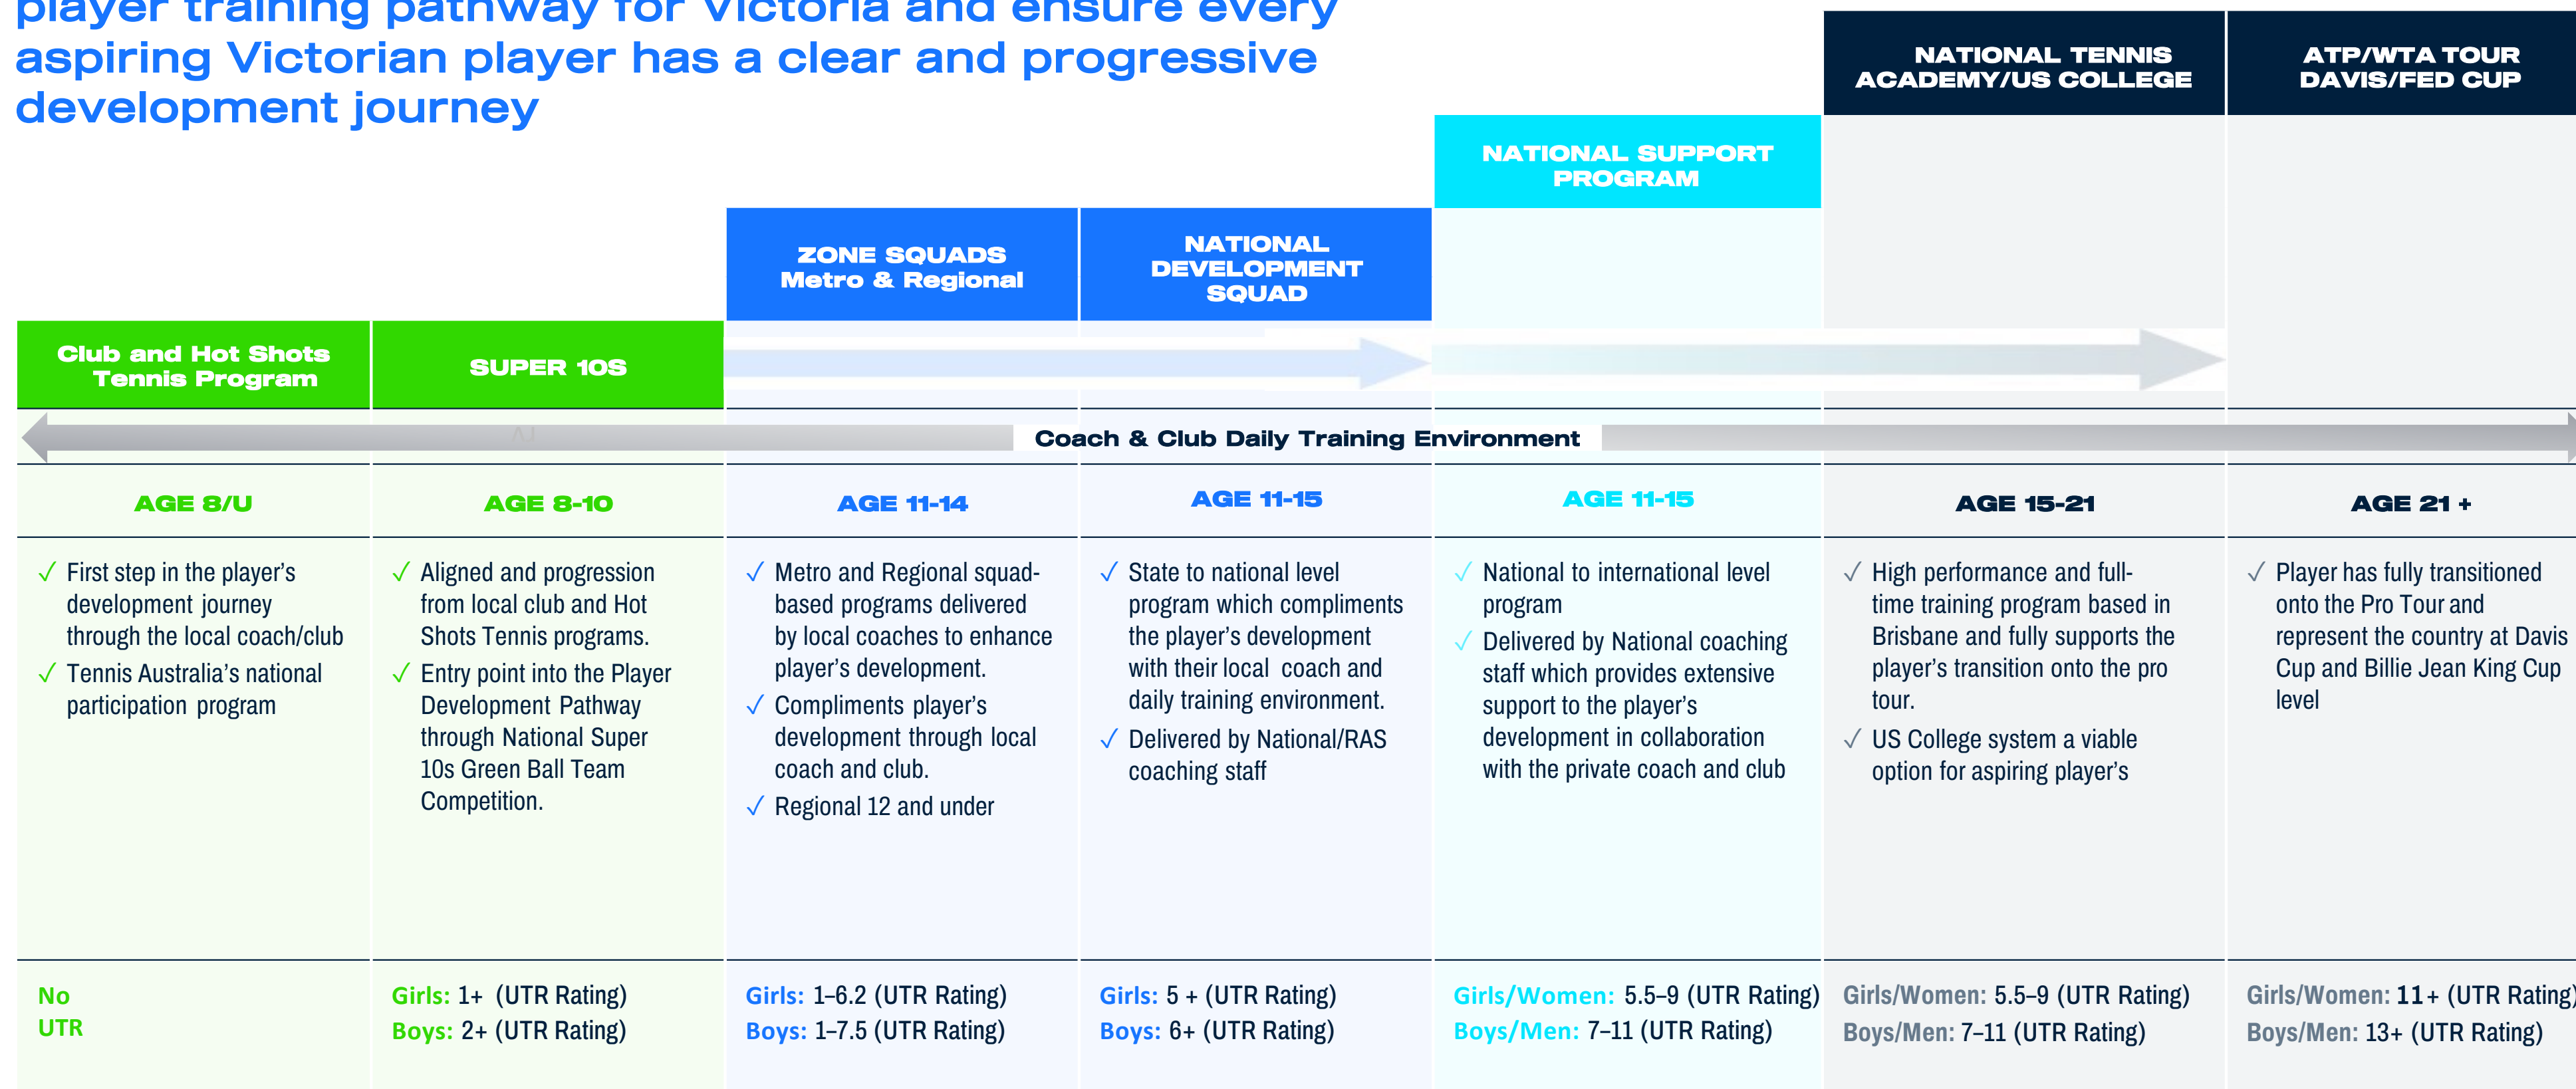 player training pathway for Victoria and ensure every
aspiring Victorian player has a clear and progressive
development journey
NATIONAL TENNIS
ACADEMY/US COLLEGE
ATP/WTA TOUR
DAVIS/FED CUP
NATIONAL SUPPORT
PROGRAM
ZONE SQUADS
Metro & Regional
NATIONAL
DEVELOPMENT
SQUAD
Club and Hot Shots
Tennis Program
SUPER 10S
Coach & Club Daily Training Environment
AGE 8/U
AGE 8-10
AGE 11-14
AGE 11-15
AGE 11-15
AGE 15-21
AGE 21 +
✓ First step in the player’s
development journey
through the local coach/club
✓ Tennis Australia’s national
participation program
✓ Aligned and progression
from local club and Hot
Shots Tennis programs.
✓ Entry point into the Player
Development Pathway
through National Super
10s Green Ball Team
Competition.
✓ Metro and Regional squad-
based programs delivered
by local coaches to enhance
player’s development.
✓ Compliments player’s
development through local
coach and club.
✓ Regional 12 and under
✓ State to national level
program which compliments
the player’s development
with their local coach and
daily training environment.
✓ Delivered by National/RAS
coaching staff
✓ National to international level
program
✓ Delivered by National coaching
staff which provides extensive
support to the player’s
development in collaboration
with the private coach and club
✓ High performance and full-
time training program based in
Brisbane and fully supports the
player’s transition onto the pro
tour.
✓ US College system a viable
option for aspiring player’s
✓ Player has fully transitioned
onto the Pro Tour and
represent the country at Davis
Cup and Billie Jean King Cup
level
No
UTR
Girls: 1+ (UTR Rating)
Boys: 2+ (UTR Rating)
Girls: 1–6.2 (UTR Rating)
Boys: 1–7.5 (UTR Rating)
Girls: 5 + (UTR Rating)
Boys: 6+ (UTR Rating)
Girls/Women: 5.5–9 (UTR Rating)
Boys/Men: 7–11 (UTR Rating)
Girls/Women: 5.5–9 (UTR Rating)
Boys/Men: 7–11 (UTR Rating)
Girls/Women: 11+ (UTR Rating)
Boys/Men: 13+ (UTR Rating)